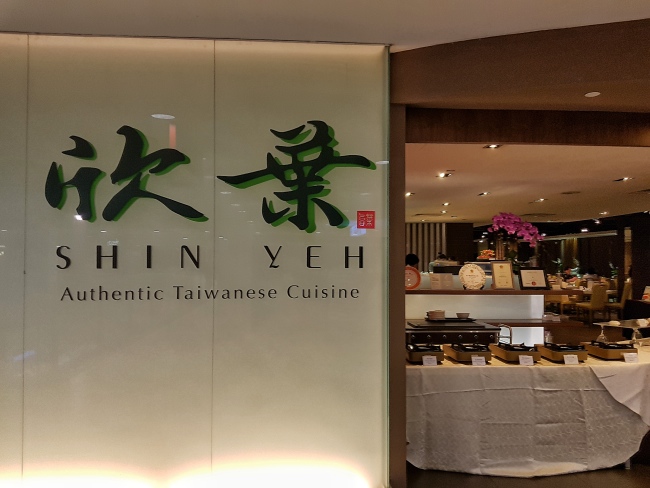 欣葉
SHIN YEH
Authentic Taiwanese Cuisine